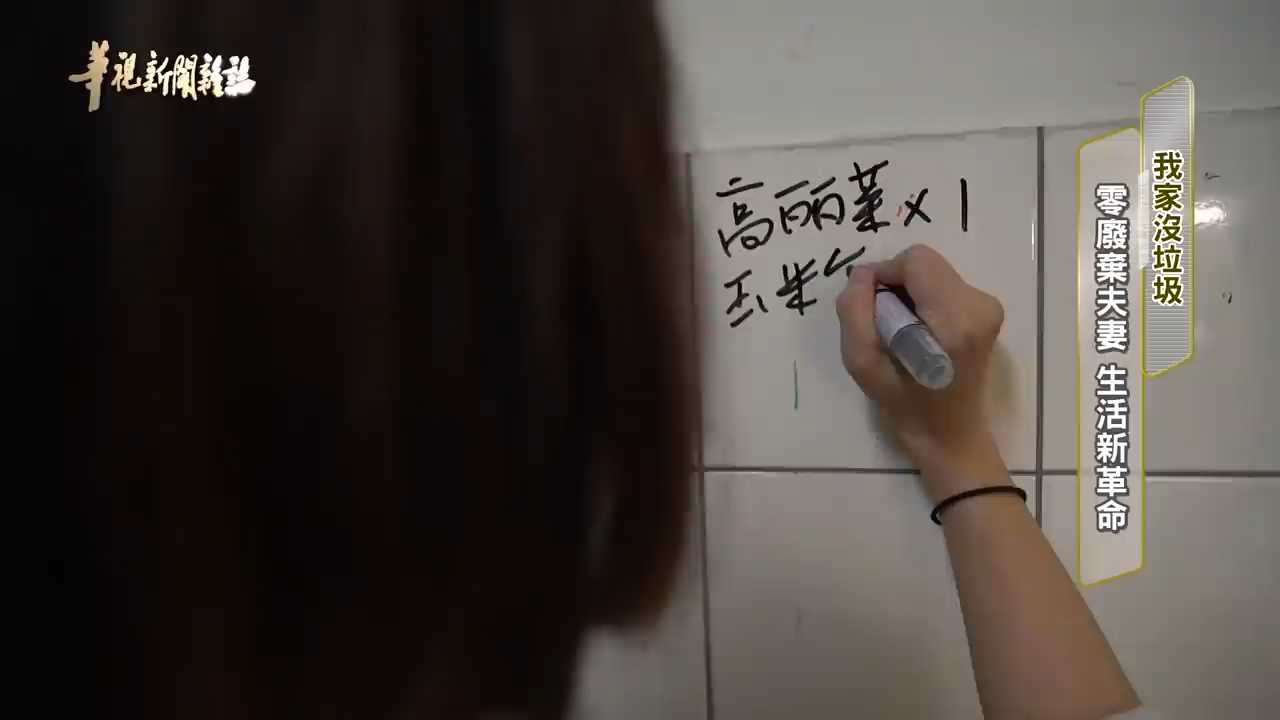 華視新聞雜誌
高丽菜x1
玉米
我家沒垃圾
零廢棄夫妻 生活新革命